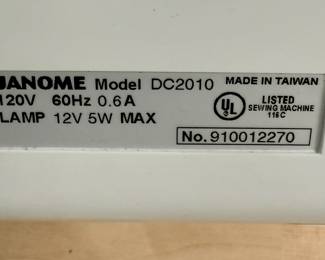 JANOME Model DC2010 MADE IN TAIWAN
120V 60Hz 0.6A
LAMP 12V 5W MAX
UL
LISTED
SEWING MACHINE
116C
No.910012270